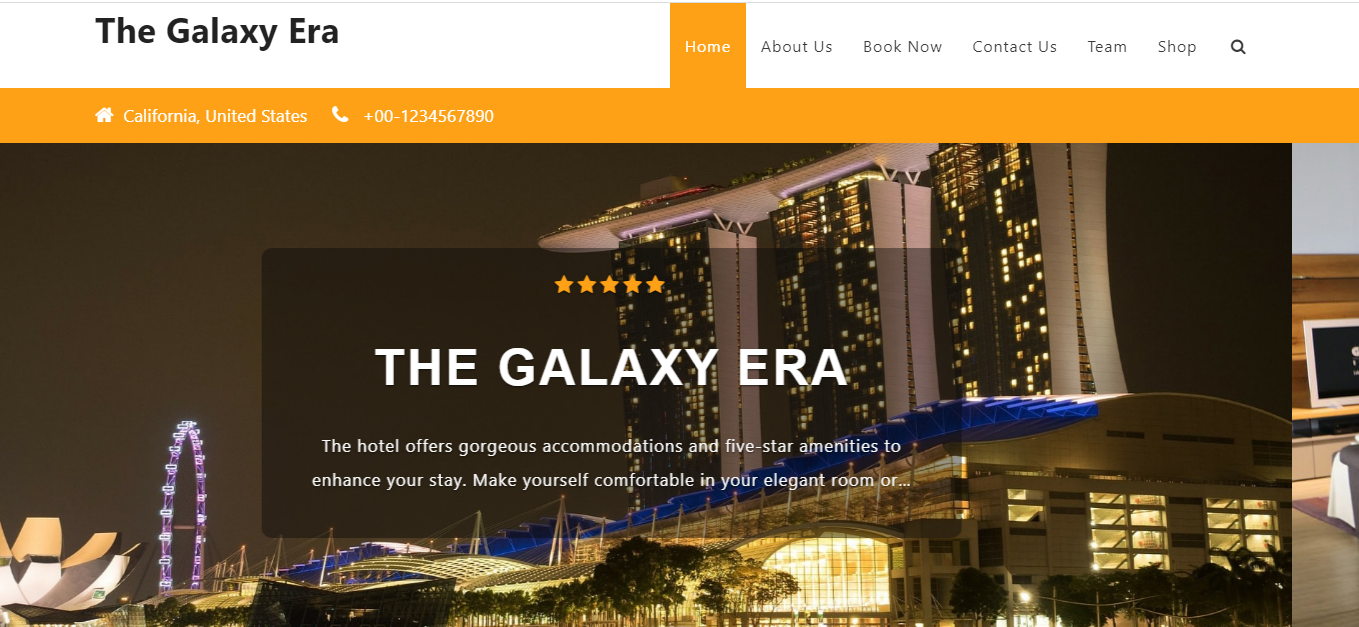 The Galaxy Era
Home About Us Book Now Contact Us Team Shop
California, United States +00-1234567890
THE GALAXY ERA
The hotel offers gorgeous accommodations and five-star amenities to
enhance your stay. Make yourself comfortable in your elegant room or...